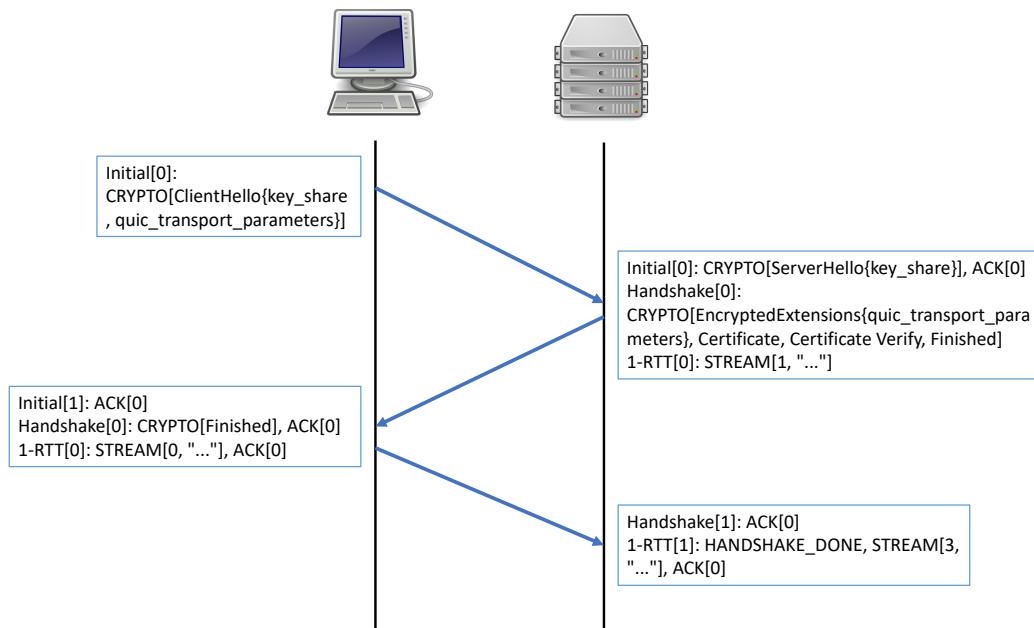 Initial[0]:
CRYPTO[ClientHello{key_share
, quic_transport_parameters}]
Initial[0]: CRYPTO[ServerHello{key_share}], ACK[0]
Handshake[0]:
CRYPTO[EncryptedExtensions{quic_transport_para
meters}, Certificate, Certificate Verify, Finished]
1-RTT[0]: STREAM[1, "..."]
Initial[1]: ACK[0]
Handshake[0]: CRYPTO[Finished], ACK[0]
1-RTT[0]: STREAM[0, "..."], ACK[0]
Handshake[1]: ACK[0]
1-RTT[1]: HANDSHAKE_DONE, STREAM[3,
"..."], ACK[0]